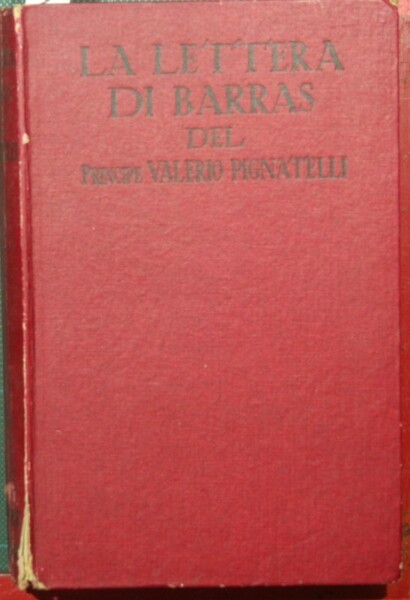 LA LETTERA
DI BARRAS
DEL
PRINCIPE VALERIO PIGNATELLI